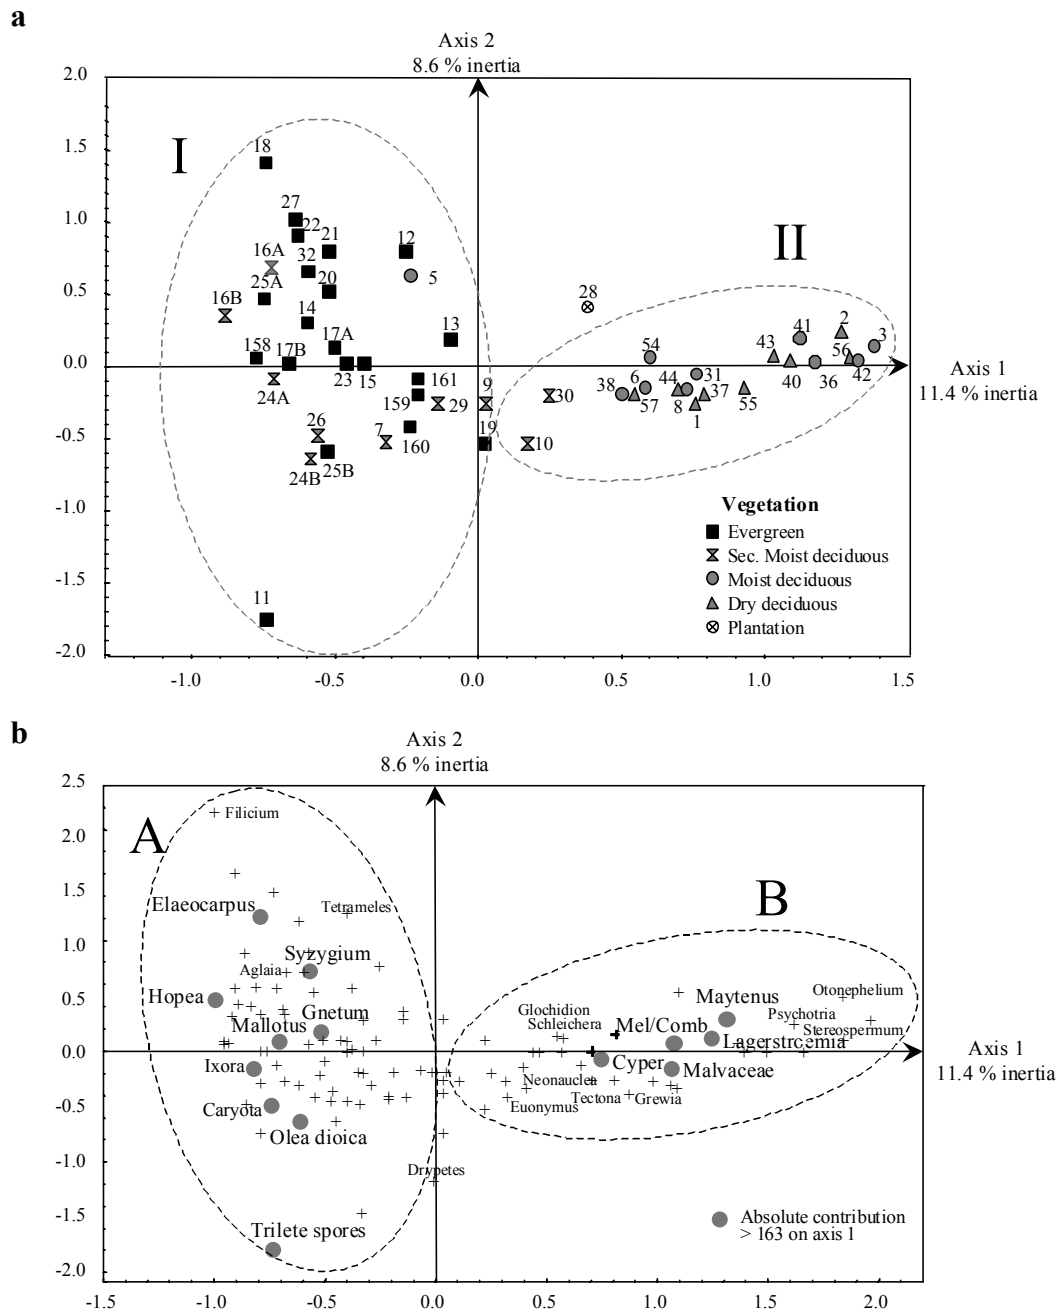 a
Axis 2
8.6 % inertia
2.0
1.5
1.0
0.5
0.0
-0.5
-1.0
-1.5
-2.0
I
II
18
27
22
21
12
16A
32
5
25A
20
28
16B
14
13
2
41
3
17A
43
54
56
158
17B
23
15
161
9
6
44
31
40
36
42
Axis 1
11.4 % inertia
24A
159
29
30
38
57
8
37
55
1
26
7
160
19
10
24B
25B
11
Vegetation
Evergreen
Sec. Moist deciduous
Moist deciduous
Dry deciduous
Plantation
-1.0
-0.5
0.0
0.5
1.0
1.5
b
Axis 2
8.6 % inertia
2.5
2.0
1.5
1.0
0.5
0.0
-0.5
-1.0
-1.5
-2.0
A
B
Filicium
Elaeocarpus
Tetrameles
Syzygium
Aglaia
Hopea
Gnetum
Mallotus
Ixora
Caryota
Olea dioica
Drypetes
Trilete spores
Otonephelium
Maytenus
Glochidion
Psychotria
Schleichera
Mel/Comb
Stereospermum
Lagerstroemia
Cyper
Malvaceae
Neonauclea
Tectona
Grewia
Euonymus
Axis 1
11.4 % inertia
Absolute contribution
> 163 on axis 1
-1.5
-1.0
-0.5
0.0
0.5
1.0
1.5
2.0